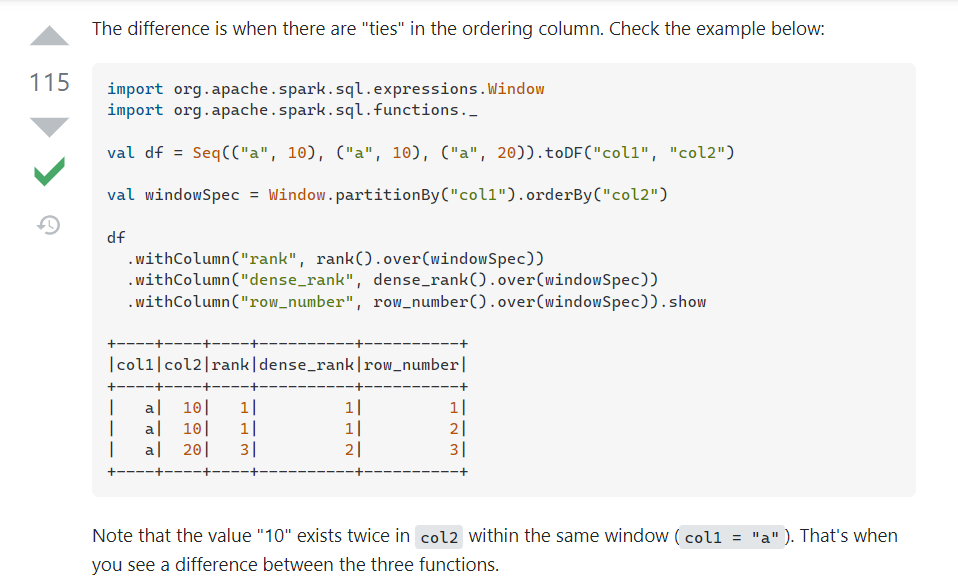 The difference is when there are "ties" in the ordering column. Check the example below:
115
import org.apache.spark.sql.expressions.Window
import org.apache.spark.sql.functions._
val df = Seq(("a", 10), ("a", 10), ("a", 20)).toDF("col1", "col2")
val windowSpec = Window.partitionBy("col1").orderBy("col2")
df
  .withColumn("rank", rank().over(windowSpec))
  .withColumn("dense_rank", dense_rank().over(windowSpec))
  .withColumn("row_number", row_number().over(windowSpec)).show
+----+----+----+----------+----------+
|col1|col2|rank|dense_rank|row_number|
+----+----+----+----------+----------+
|   a|  10|   1|         1|         1|
|   a|  10|   1|         1|         2|
|   a|  20|   3|         2|         3|
+----+----+----+----------+----------+
Note that the value "10" exists twice in col2 within the same window (col1 = "a"). That's when
you see a difference between the three functions.